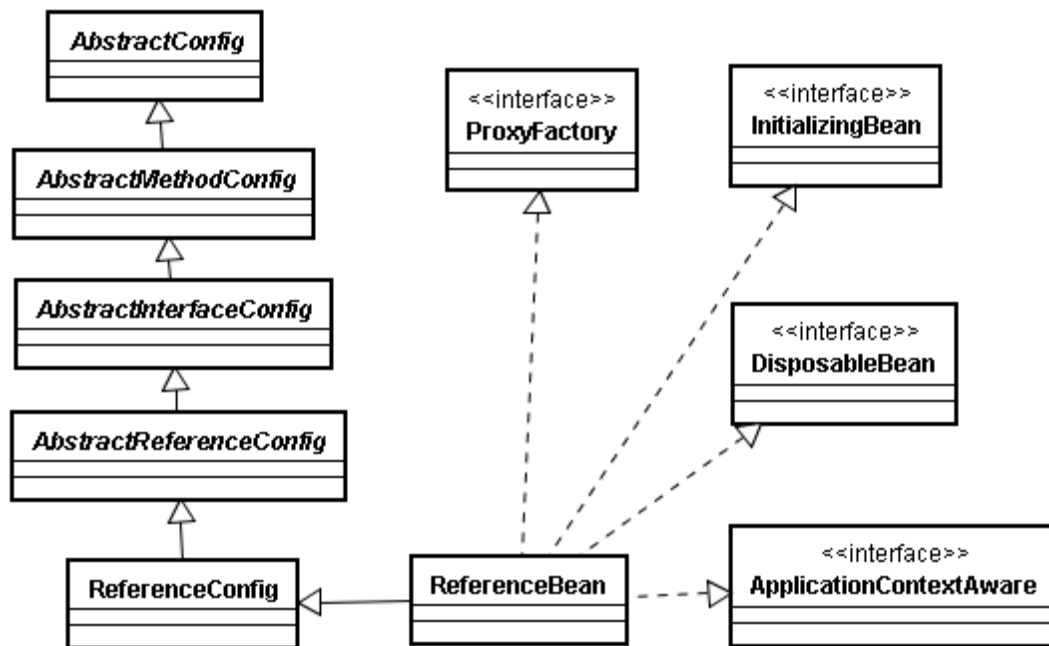 AbstractConfig
AbstractMethodConfig
AbstractInterfaceConfig
AbstractReferenceConfig
ReferenceConfig
ReferenceBean
<<interface>>
ProxyFactory
<<interface>>
InitializingBean
<<interface>>
DisposableBean
<<interface>>
ApplicationContextAware